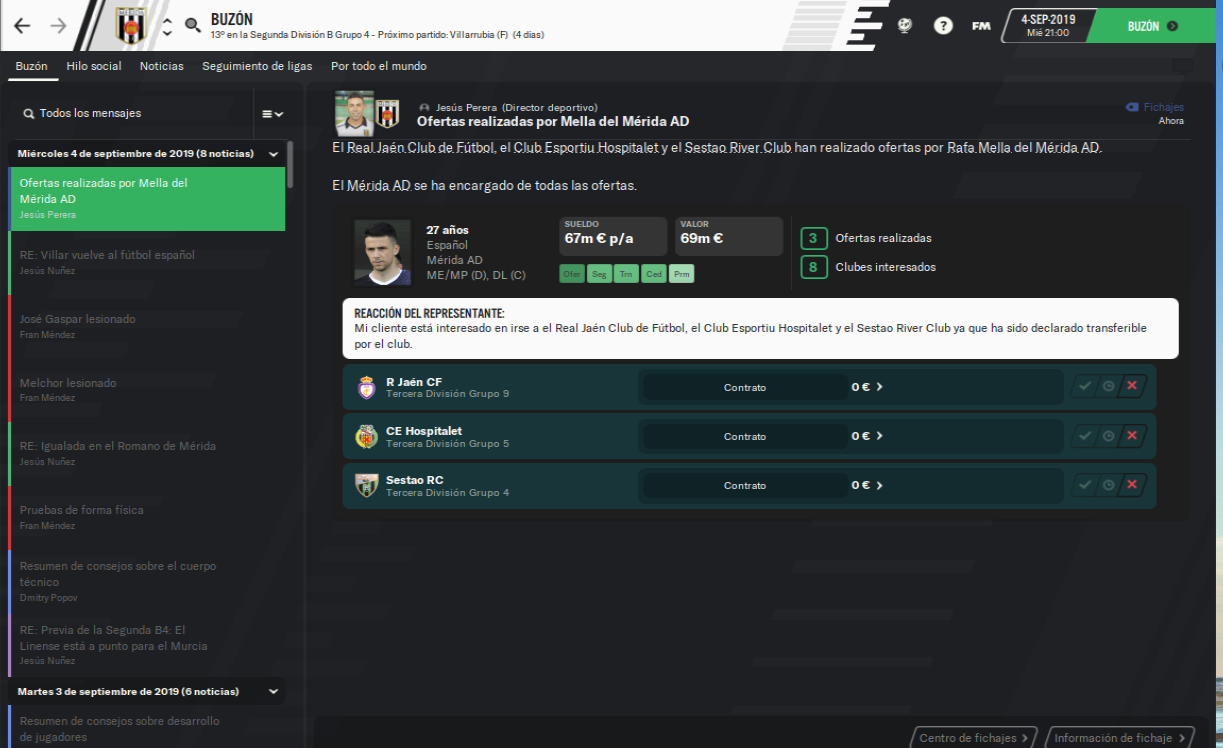 BUZÓN
13º en la Segunda División B Grupo 4 - Próximo partido: Villarrubia (F) (4 días)
?
FM
4-SEP-2019
Mié 21:00
BUZÓN
Buzón Hilo social Noticias Seguimiento de ligas Por todo el mundo
Todos los mensajes
Miércoles 4 de septiembre de 2019 (8 noticias)
Ofertas realizadas por Mella del
Mérida AD
Jesús Perera
RE: Villar vuelve al fútbol español
Jesús Nuñez
José Gaspar lesionado
Fran Méndez
Melchor lesionado
Fran Méndez
RE: Igualada en el Romano de Mérida
Jesús Nuñez
Pruebas de forma física
Fran Méndez
Resumen de consejos sobre el cuerpo
técnico
Dmitry Popov
RE: Previa de la Segunda B4: El
Linense está a punto para el Murcia
Jesús Nuñez
Martes 3 de septiembre de 2019 (6 noticias)
Resumen de consejos sobre desarrollo
de jugadores
Jesús Perera (Director deportivo)
Ofertas realizadas por Mella del Mérida AD
Fichajes
Ahora
El Real Jaén Club de Fútbol, el Club Esportiu Hospitalet y el Sestao River Club han realizado ofertas por Rafa Mella del Mérida AD.
El Mérida AD se ha encargado de todas las ofertas.
27 años
Español
Mérida AD
ME/MP (D), DL (C)
SUELDO
67m € p/a
VALOR
69m €
Ofer Seg Trn Ced Prm
3 Ofertas realizadas
8 Clubes interesados
REACCIÓN DEL REPRESENTANTE:
Mi cliente está interesado en irse a el Real Jaén Club de Fútbol, el Club Esportiu Hospitalet y el Sestao River Club ya que ha sido declarado transferible
por el club.
R Jaén CF
Tercera División Grupo 9
Contrato 0 €
CE Hospitalet
Tercera División Grupo 5
Contrato 0 €
Sestao RC
Tercera División Grupo 4
Contrato 0 €
Centro de fichajes Información de fichaje